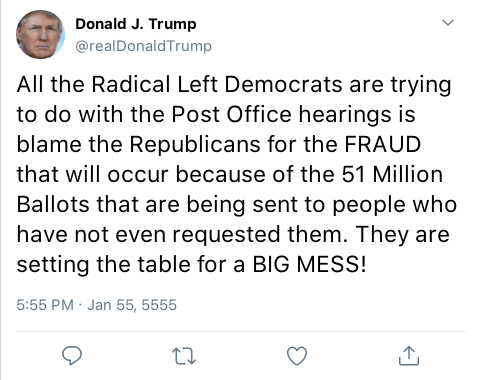 Donald J. Trump
@realDonaldTrump
All the Radical Left Democrats are trying
to do with the Post Office hearings is
blame the Republicans for the FRAUD
that will occur because of the 51 Million
Ballots that are being sent to people who
have not even requested them. They are
setting the table for a BIG MESS!
5:55 PM · Jan 55, 5555